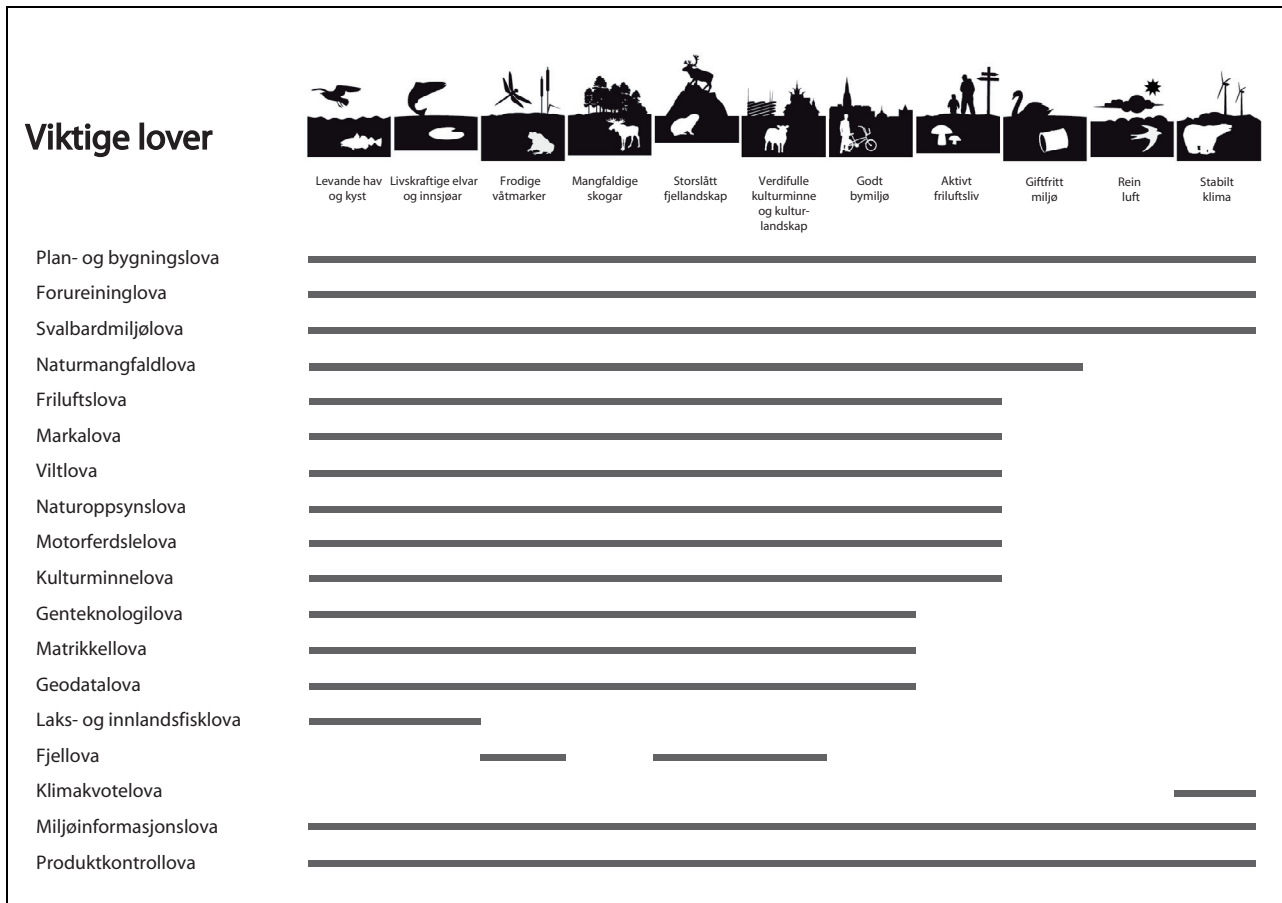 Viktige lover
Levande hav
og kyst
Livskraftige elvar
og innsjøar
Frodige
våtmarker
Mangfaldige
skogar
Storslått
fjellandskap
Verdifulle
kulturminne
og kultur-
landskap
Godt
bymiljø
Aktivt
friluftsliv
Giftfritt
miljø
Rein
luft
Stabilt
klima
Plan- og bygningslova
Forureininglova
Svalbardmiljølova
Naturmangfaldlova
Friluftslova
Markalova
Viltlova
Naturoppsynslova
Motorferdslelova
Kulturminnelova
Genteknologilova
Matrikkellova
Geodatalova
Laks- og innlandsfisklova
Fjellova
Klimakvotelova
Miljøinformasjonslova
Produktkontrollova